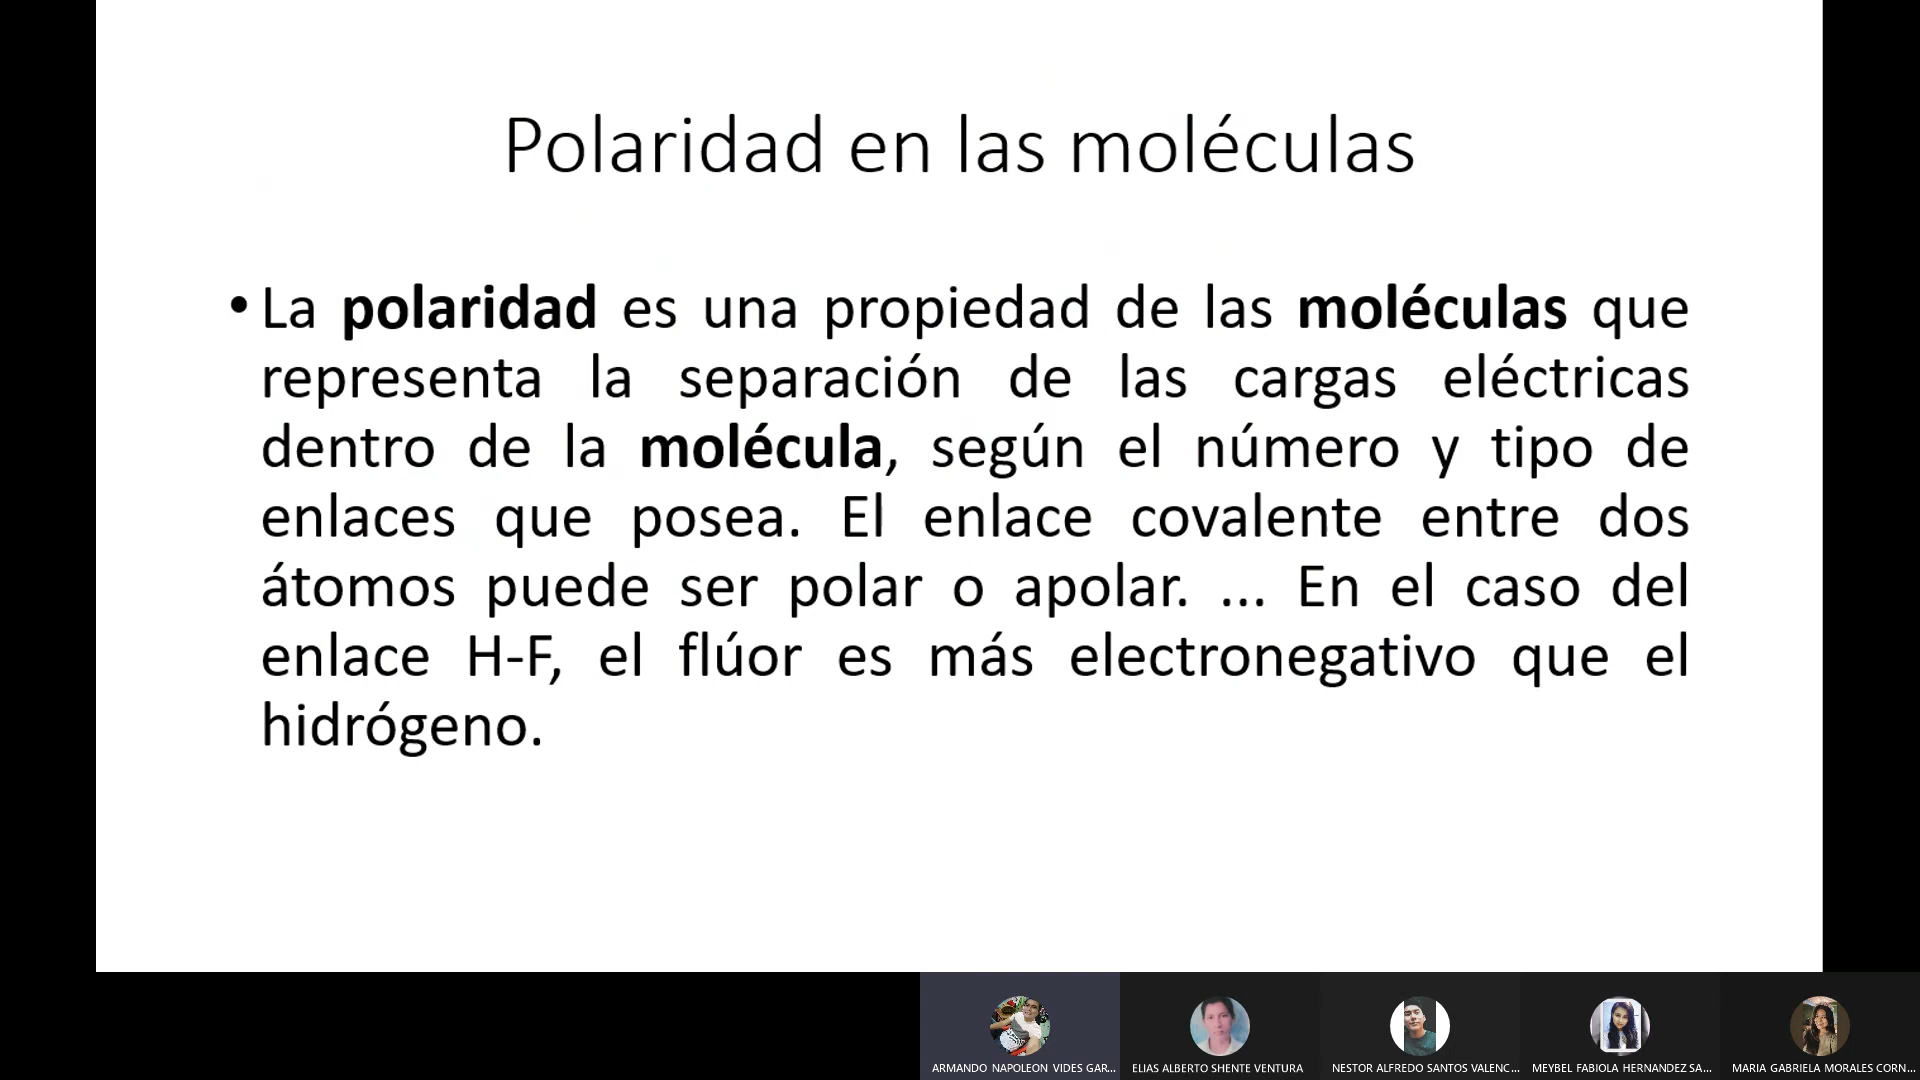 Polaridad en las moléculas
• La polaridad es una propiedad de las moléculas que
representa la separación de las cargas eléctricas
dentro de la molécula, según el número y tipo de
enlaces que posea. El enlace covalente entre dos
átomos puede ser polar o apolar. ... En el caso del
enlace H-F, el flúor es más electronegativo que el
hidrógeno.
ARMANDO NAPOLEON VIDES GAR...
ELIAS ALBERTO SHENTE VENTURA
NESTOR ALFREDO SANTOS VALENC...
MEYBEL FABIOLA HERNANDEZ SA...
MARIA GABRIELA MORALES CORN...